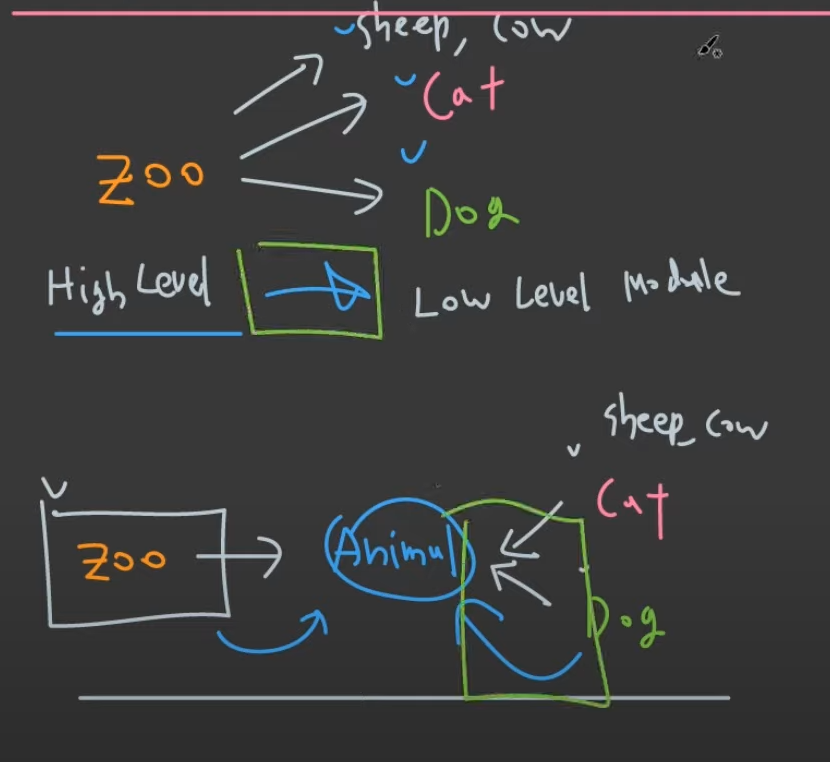 sheep, cow
Cat
Zoo
Dog
High Level
Low Level Module
sheep, cow
Cat
Zoo
Animal
Dog